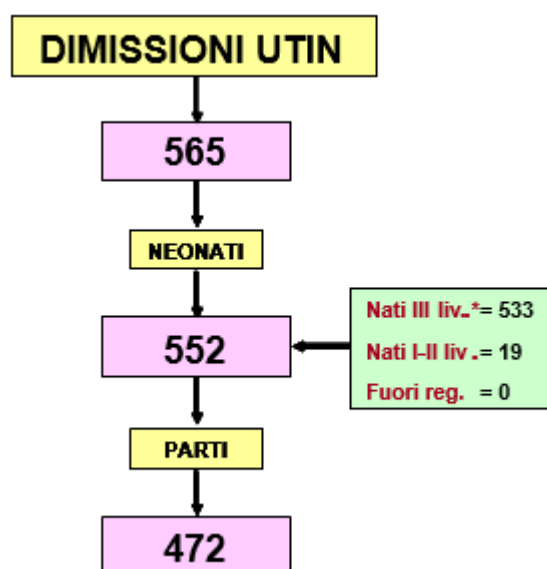 DIMISSIONI UTIN
565
NEONATI
552
Nati III liv..*= 533
Nati I-II liv .= 19
Fuori reg. = 0
PARTI
472